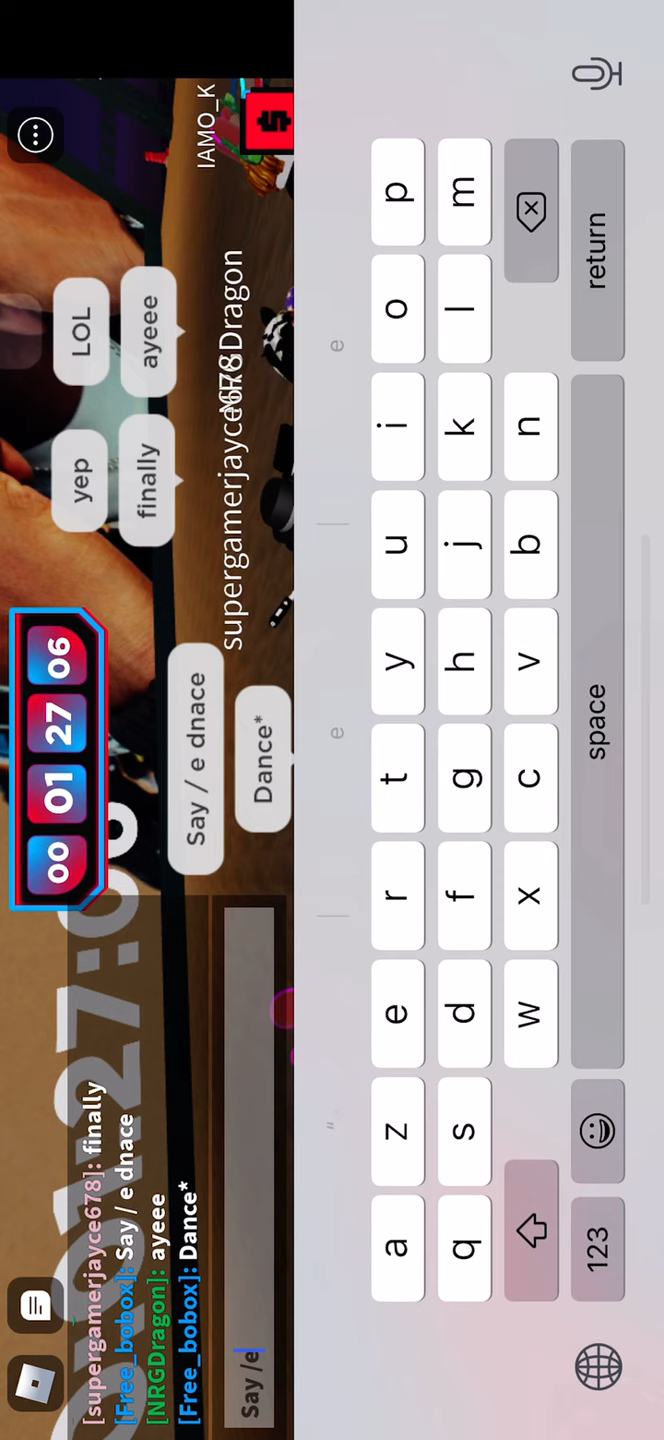 00 01 27 06
LOL
yep
ayeee
finally
IAMO_K
$
supergamerjayce678
NRGDragon
Say / e dnace
Dance*
[supergamerjayce678]: finally
[Free_bobox]: Say / e dnace
[NRGDragon]: ayeee
[Free_bobox]: Dance*
Say /e
" e e
a z e r t y u i o p
q s d f g h j k l m
w x c v b n
123 space return